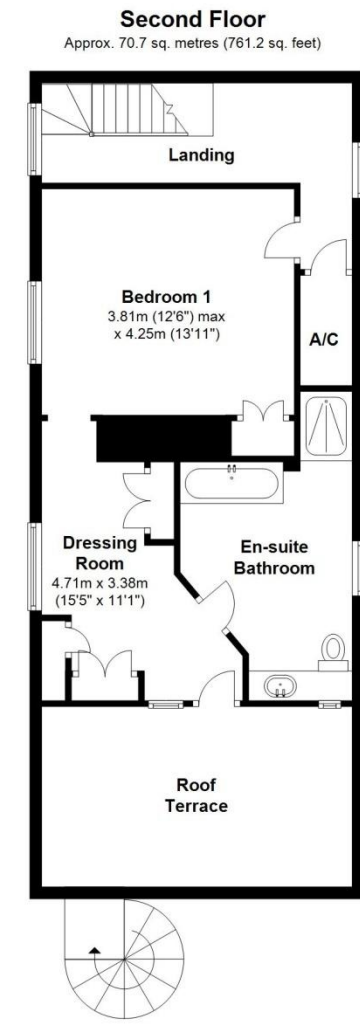 Second Floor
Approx. 70.7 sq. metres (761.2 sq. feet)
Landing
Bedroom 1
3.81m (12'6") max
x 4.25m (13'11")
A/C
Dressing
Room
4.71m x 3.38m
(15'5" x 11'1")
En-suite
Bathroom
Roof
Terrace